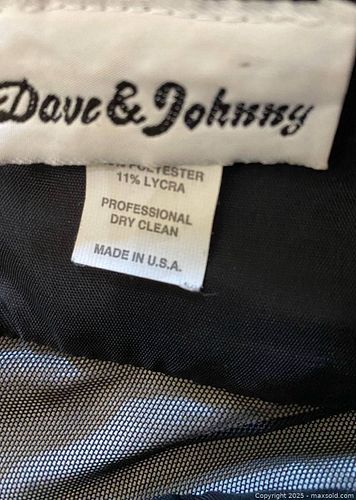 Dave & Johnny
POLYESTER
11% LYCRA
PROFESSIONAL
DRY CLEAN
MADE IN U.S.A.
Copyright © 2025 - maxsold.com